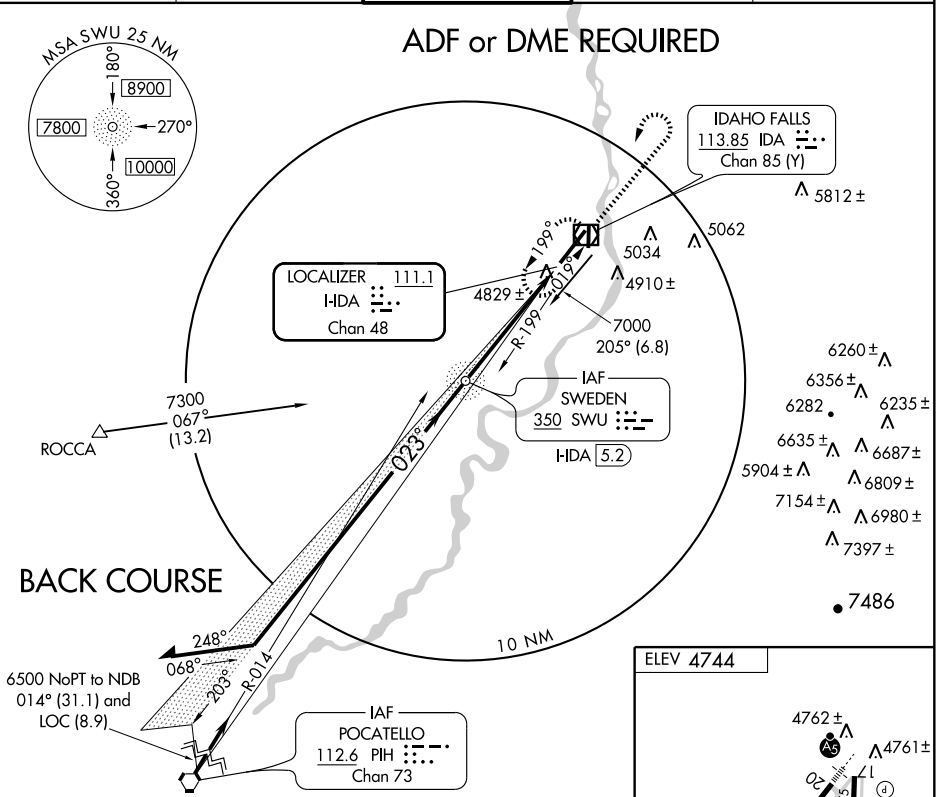 ADF or DME REQUIRED
MSA SWU 25 NM
180°
8900
7800
270°
10000
360°
IDAHO FALLS
113.85 IDA
Chan 85 (Y)
5812 ±
5034
5062
4910 ±
199°
019°
4829 ±
LOCALIZER 111.1
I-IDA
Chan 48
R-199
7000
205° (6.8)
IAF
SWEDEN
350 SWU
I-IDA 5.2
7300
067°
(13.2)
ROCCA
023°
6260 ±
6356 ±
6282
6235 ±
6635 ±
6687 ±
5904 ±
6809 ±
7154 ±
6980 ±
7397 ±
7486
BACK COURSE
10 NM
248°
068°
203°
R-014
6500 NoPT to NDB
014° (31.1) and
LOC (8.9)
IAF
POCATELLO
112.6 PIH
Chan 73
ELEV 4744
4762 ±
A5
4761 ±
20
17
P